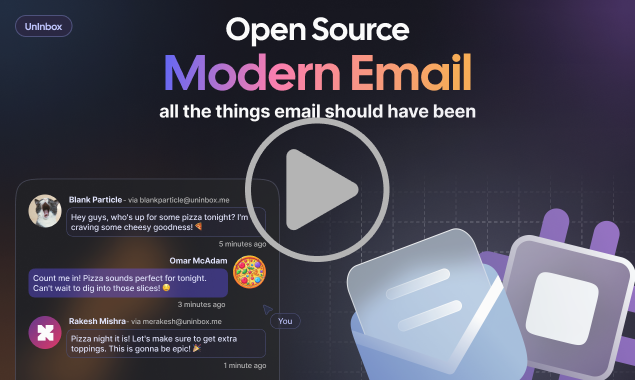 UnInbox
Open Source
Modern Email
all the things email should have been
Blank Particle - via blankparticle@uninbox.me
Hey guys, who's up for some pizza tonight? I'm
craving some cheesy goodness! 🍕
5 minutes ago
Omar McAdam
Count me in! Pizza sounds perfect for tonight.
Can't wait to dig into those slices! 😋
3 minutes ago
You
Rakesh Mishra - via merakesh@uninbox.me
Pizza night it is! Let's make sure to get extra
toppings. This is gonna be epic! 🎉
1 minute ago